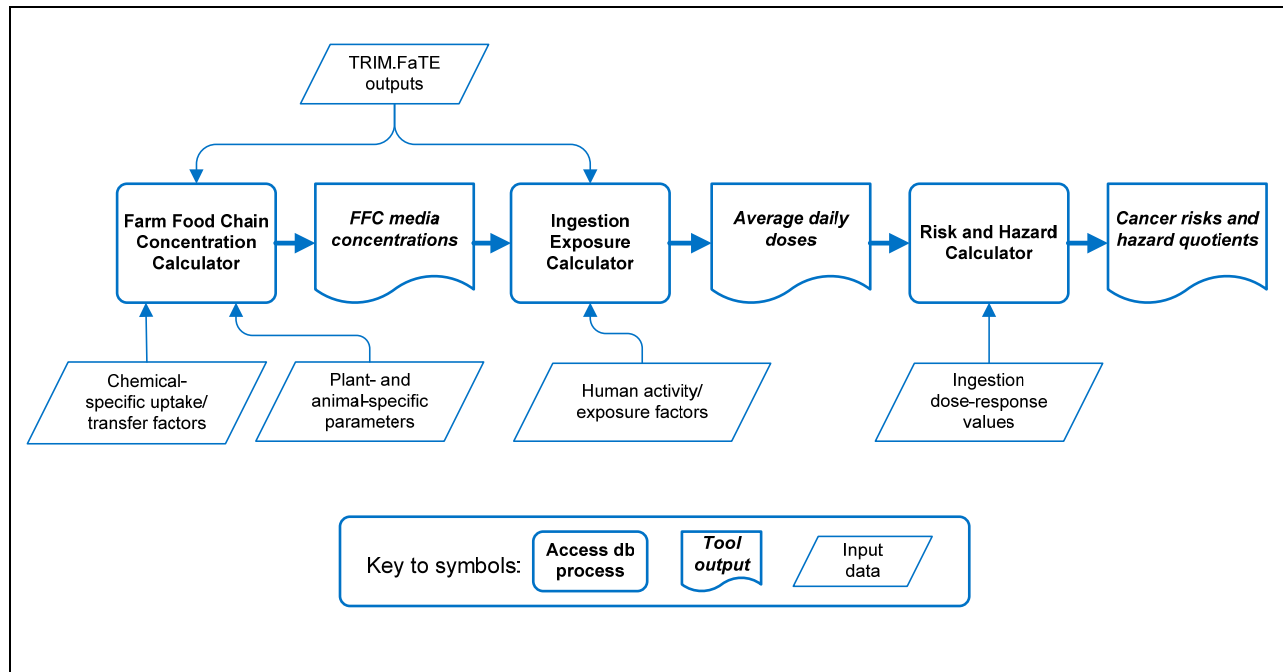 TRIM.FaTE
outputs
Farm Food Chain
Concentration
Calculator
FFC media
concentrations
Ingestion
Exposure
Calculator
Average daily
doses
Risk and Hazard
Calculator
Cancer risks and
hazard quotients
Chemical-
specific uptake/
transfer factors
Plant- and
animal-specific
parameters
Human activity/
exposure factors
Ingestion
dose-response
values
Key to symbols:
Access db
process
Tool
output
Input
data